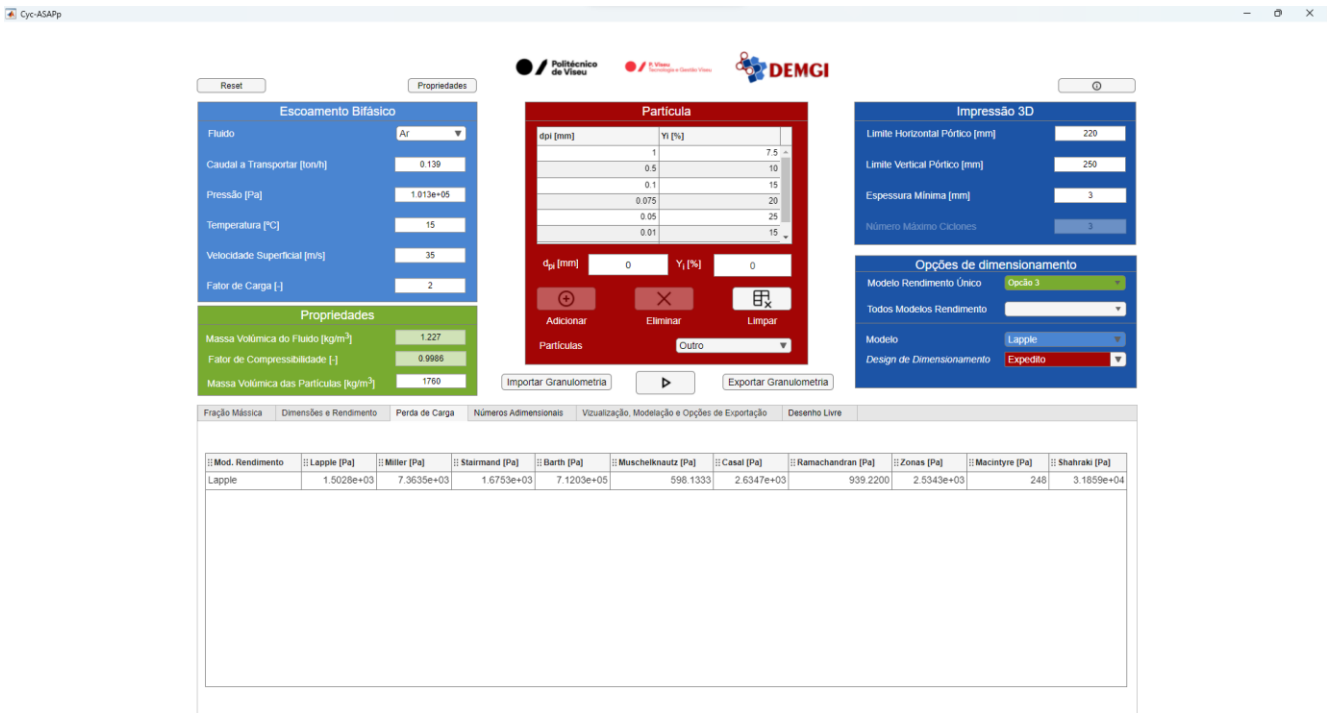 Cyc-ASAPp
Politécnico
de Viseu
P. Viseu
Tecnologia e Gestão Viseu
DEMGI
Reset
Propriedades
Escoamento Bifásico
Fluido
Ar
Caudal a Transportar [ton/h]
0.139
Pressão [Pa]
1.013e+05
Temperatura [ºC]
15
Velocidade Superficial [m/s]
35
Fator de Carga [-]
2
Propriedades
Massa Volúmica do Fluido [kg/m3]
1.227
Fator de Compressibilidade [-]
0.9986
Massa Volúmica das Partículas [kg/m3]
1760
Partícula
dpi [mm] Yi [%]
1 7.5
0.5 10
0.1 15
0.075 20
0.05 25
0.01 15
dpi [mm] 0 Yi [%] 0
Adicionar Eliminar Limpar
Partículas Outro
Importar Granulometria
Exportar Granulometria
Impressão 3D
Limite Horizontal Pórtico [mm]
220
Limite Vertical Pórtico [mm]
250
Espessura Mínima [mm]
3
Número Máximo Ciclones
3
Opções de dimensionamento
Modelo Rendimento Único Opcão 3
Todos Modelos Rendimento
Modelo Lapple
Design de Dimensionamento Expedito
Fração Mássica Dimensões e Rendimento Perda de Carga Números Adimensionais Vizualização, Modelação e Opções de Exportação Desenho Livre
Mod. Rendimento Lapple [Pa] Miller [Pa] Stairmand [Pa] Barth [Pa] Muschelknautz [Pa] Casal [Pa] Ramachandran [Pa] Zonas [Pa] Macintyre [Pa] Shahraki [Pa]
Lapple 1.5028e+03 7.3635e+03 1.6753e+03 7.1203e+05 598.1333 2.6347e+03 939.2200 2.5343e+03 248 3.1859e+04